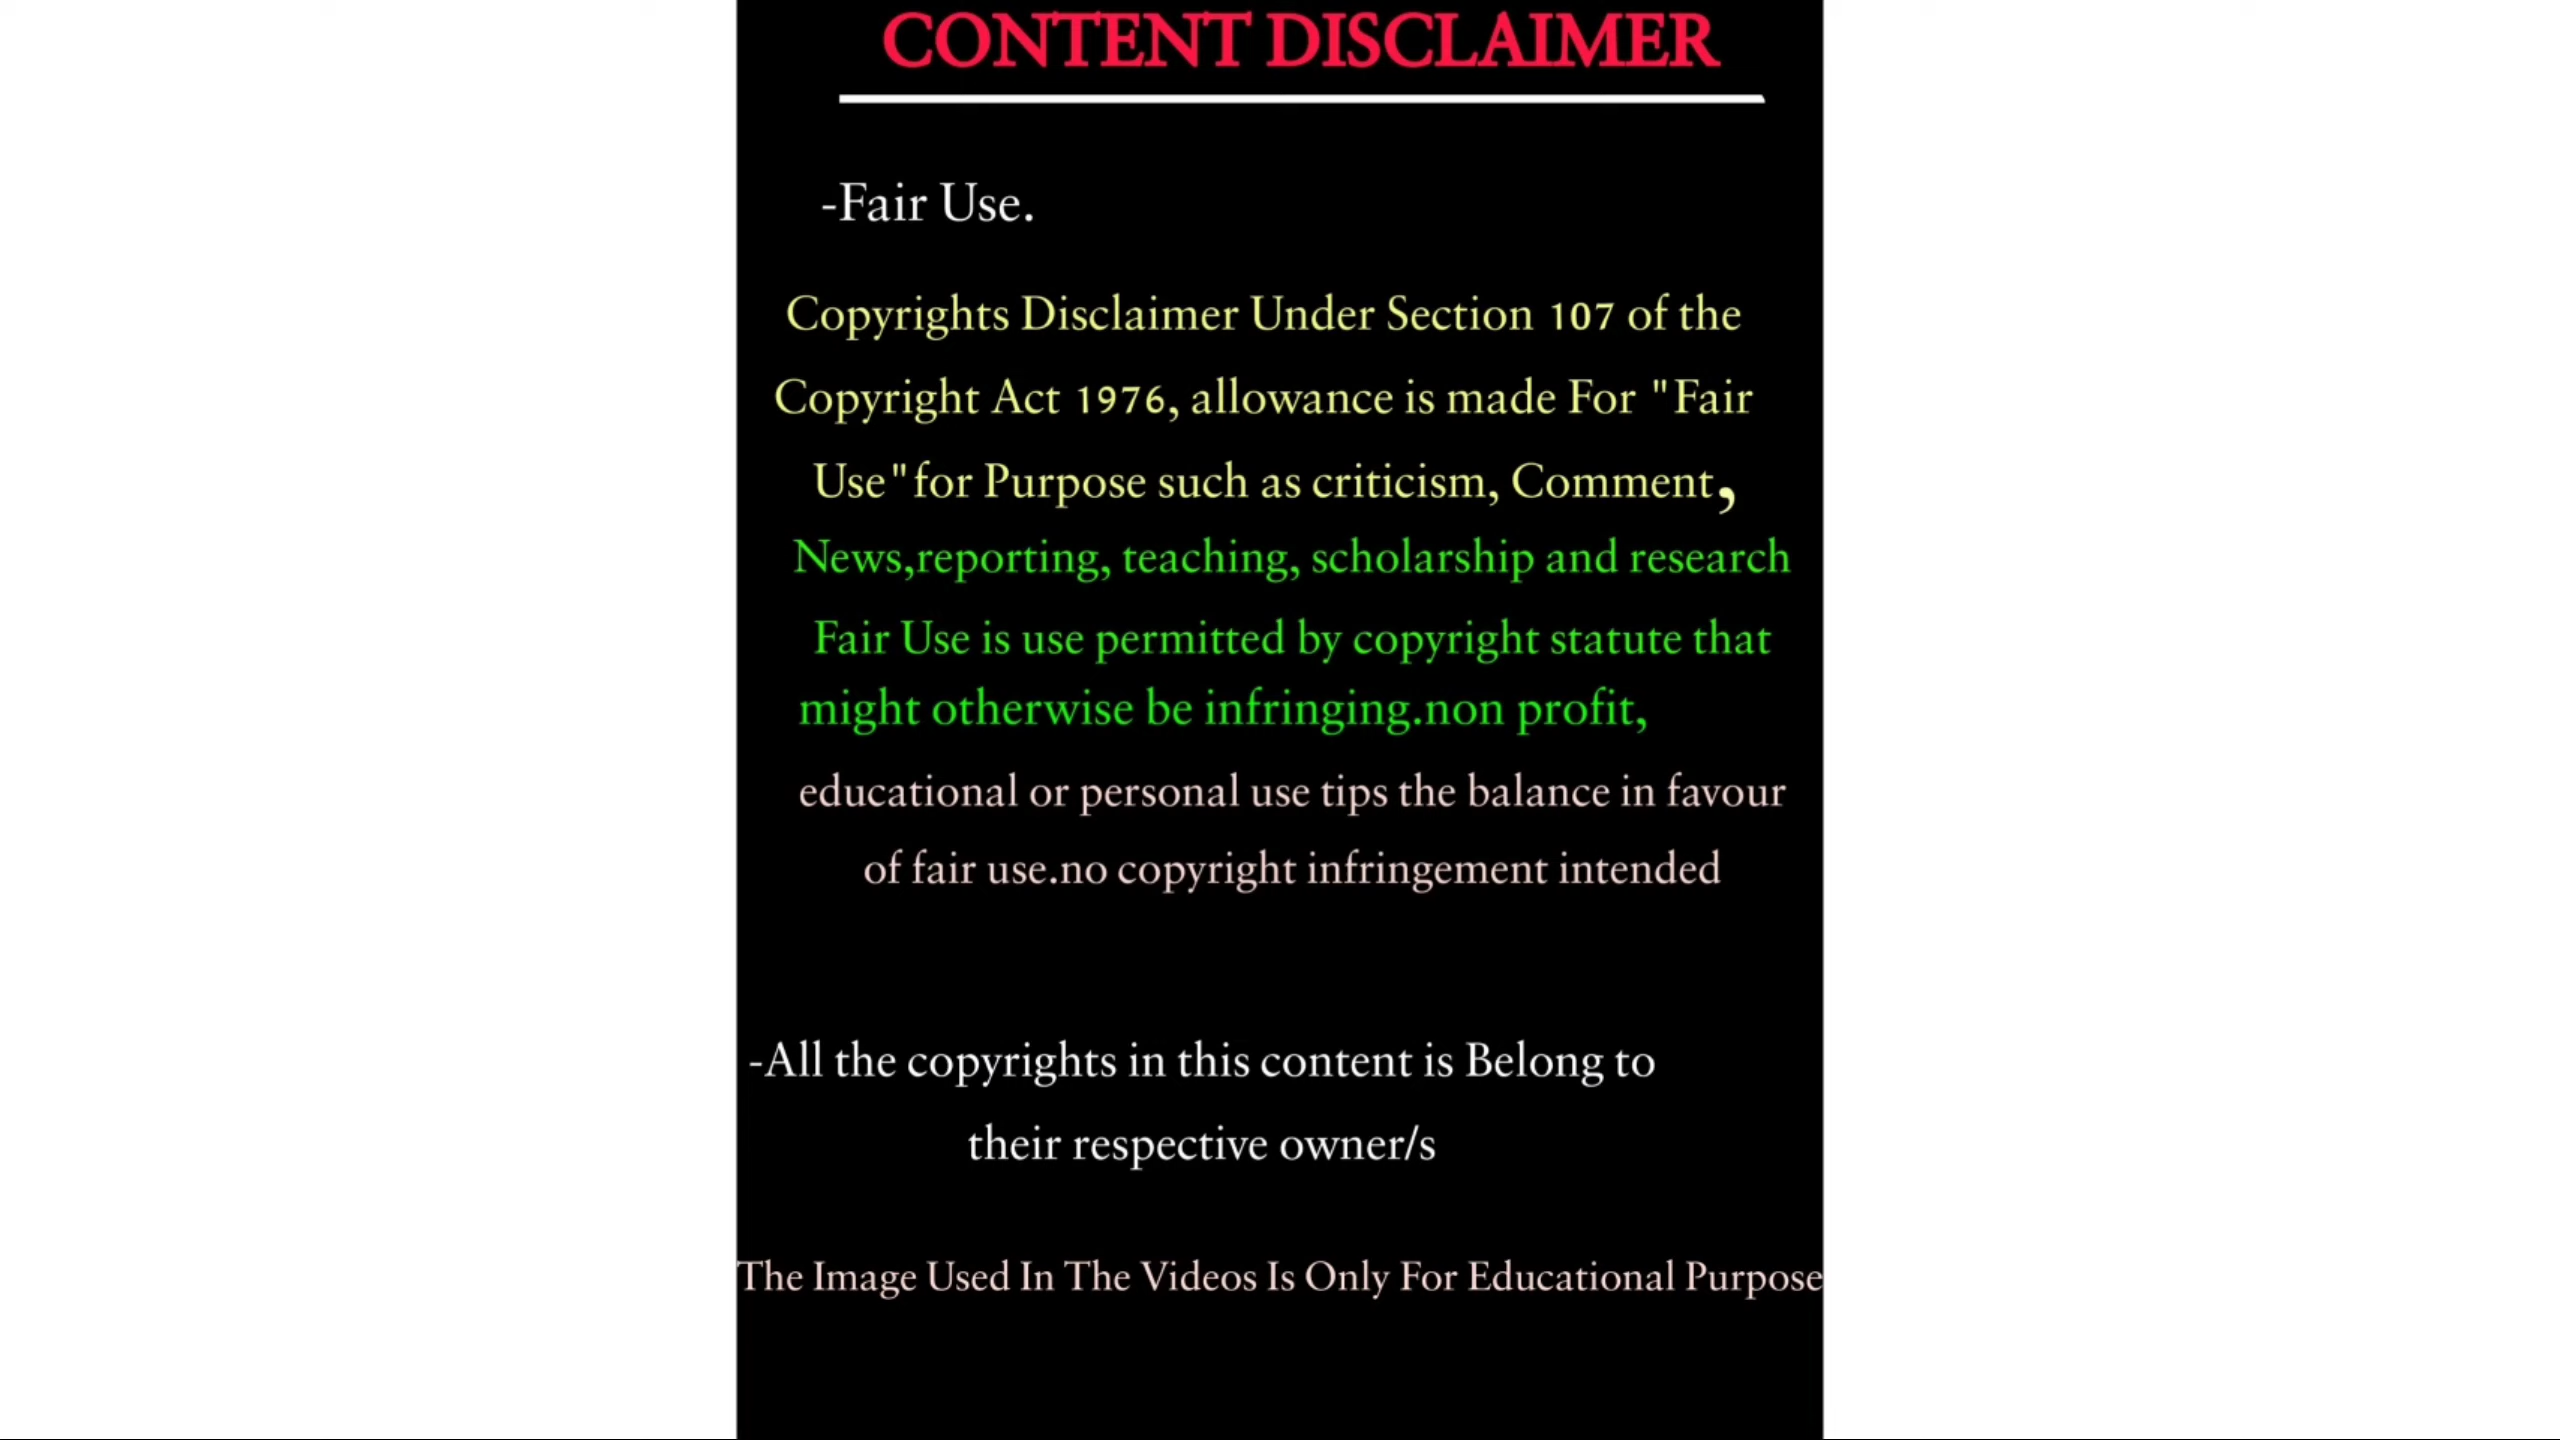 CONTENT DISCLAIMER
-Fair Use.
Copyrights Disclaimer Under Section 107 of the
Copyright Act 1976, allowance is made For "Fair
Use"for Purpose such as criticism, Comment,
News,reporting, teaching, scholarship and research
Fair Use is use permitted by copyright statute that
might otherwise be infringing.non profit,
educational or personal use tips the balance in favour
of fair use.no copyright infringement intended
-All the copyrights in this content is Belong to
their respective owner/s
The Image Used In The Videos Is Only For Educational Purpose